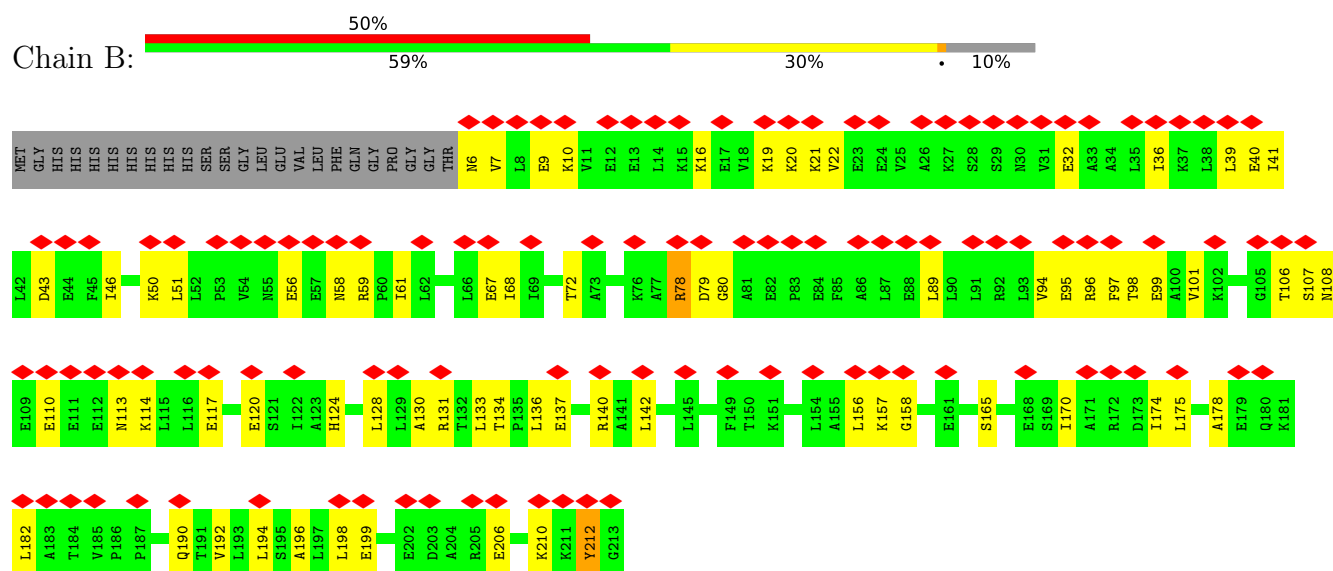 50%
Chain B:
59% 30% • 10%
MET GLY HIS HIS HIS HIS HIS HIS HIS HIS SER SER GLY LEU GLU VAL LEU PHE GLN GLY PRO GLY GLY THR N6 V7 L8 E9 K10 V11 E12 E13 L14 K15 K16 E17 V18 K19 K20 K21 V22 E23 E24 V25 A26 K27 S28 S29 N30 V31 E32 A33 A34 L35 I36 K37 L38 L39 E40 I41
L42 D43 E44 F45 I46 K50 L51 L52 P53 V54 N55 E56 E57 N58 R59 P60 I61 L62 L66 E67 I68 I69 T72 A73 K76 A77 R78 D79 G80 A81 E82 P83 E84 F85 A86 L87 E88 L89 L90 L91 R92 L93 V94 E95 R96 F97 T98 E99 A100 V101 K102 G105 T106 S107 N108
E109 E110 E111 E112 N113 K114 L115 L116 E117 E120 S121 I122 A123 H124 L128 L129 A130 R131 T132 L133 T134 P135 L136 E137 R140 A141 L142 L145 F149 T150 K151 L154 A155 L156 K157 G158 E161 S165 E168 S169 I170 A171 R172 D173 I174 L175 A178 E179 Q180 K181
L182 A183 T184 V185 P186 P187 Q190 T191 V192 L193 L194 S195 A196 L197 L198 E199 E202 D203 A204 R205 E206 K210 K211 Y212 G213